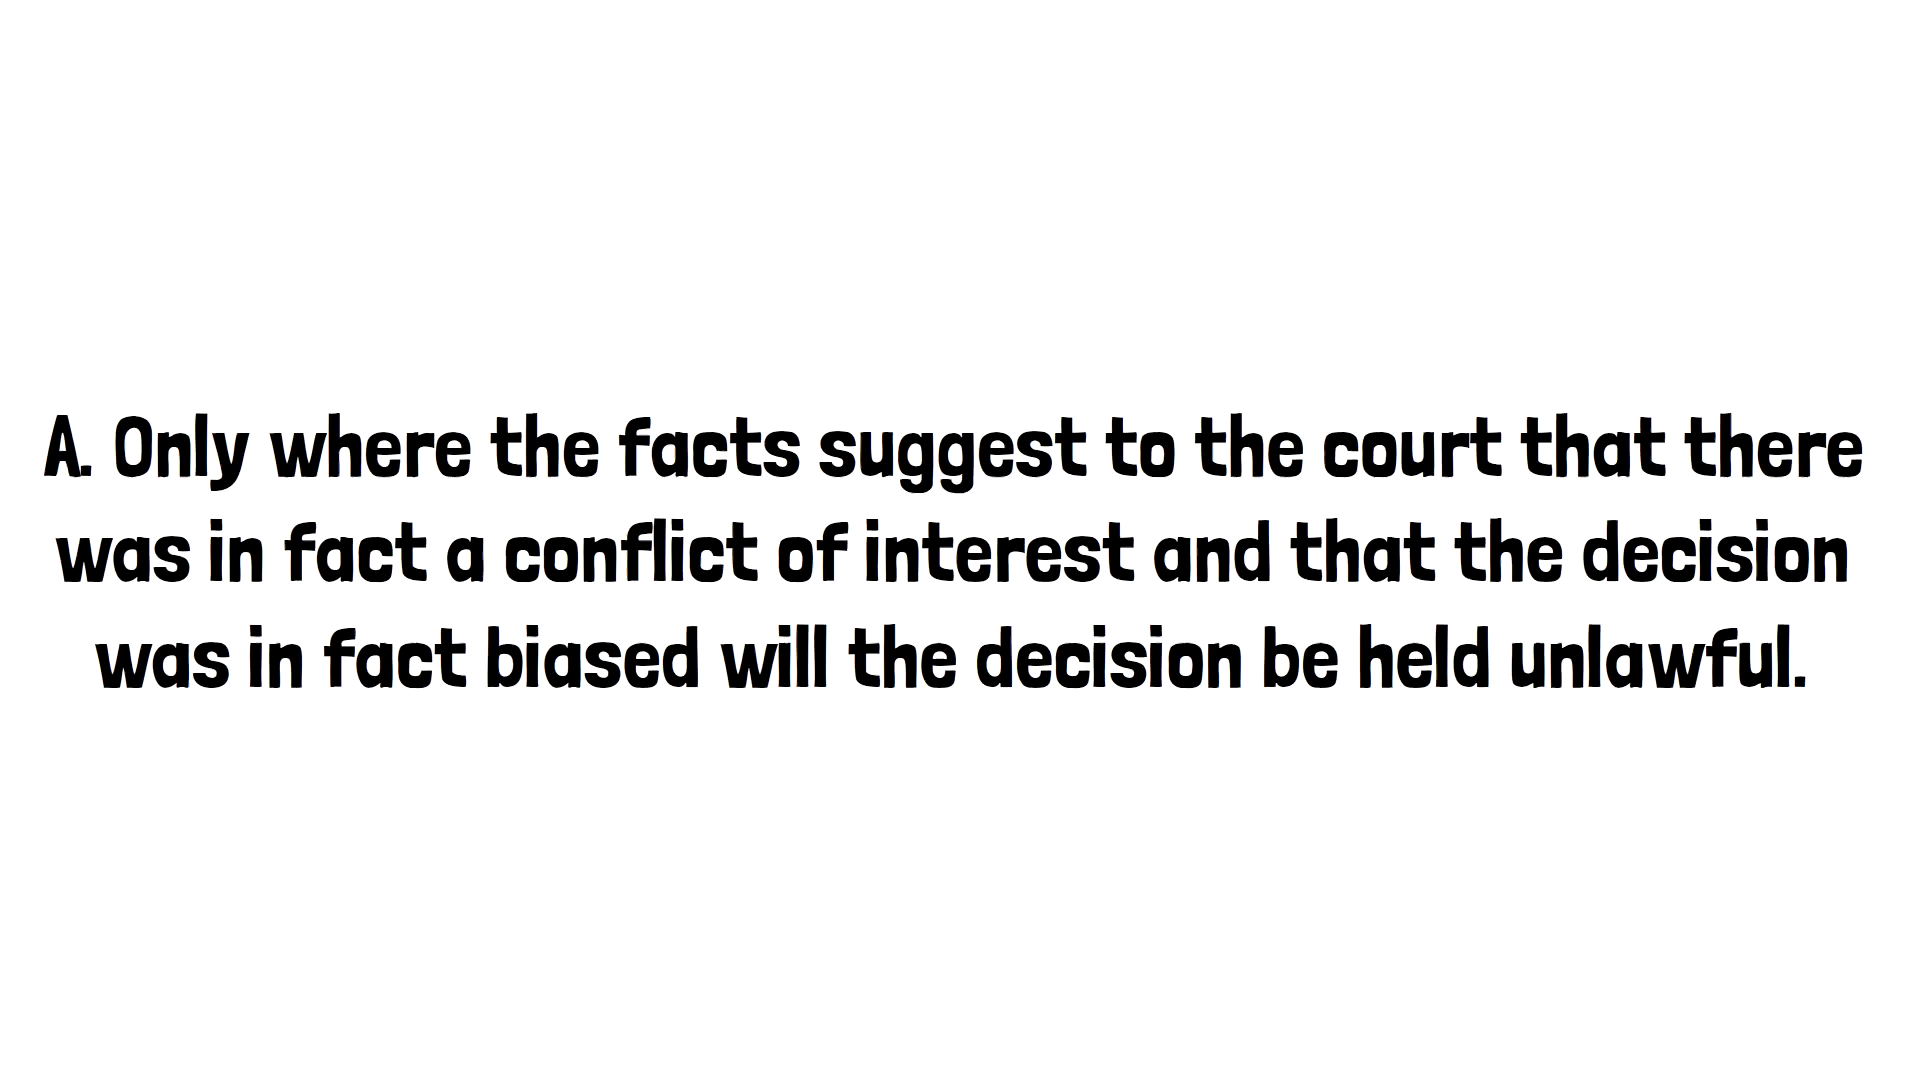 A. Only where the facts suggest to the court that there
was in fact a conflict of interest and that the decision
was in fact biased will the decision be held unlawful.